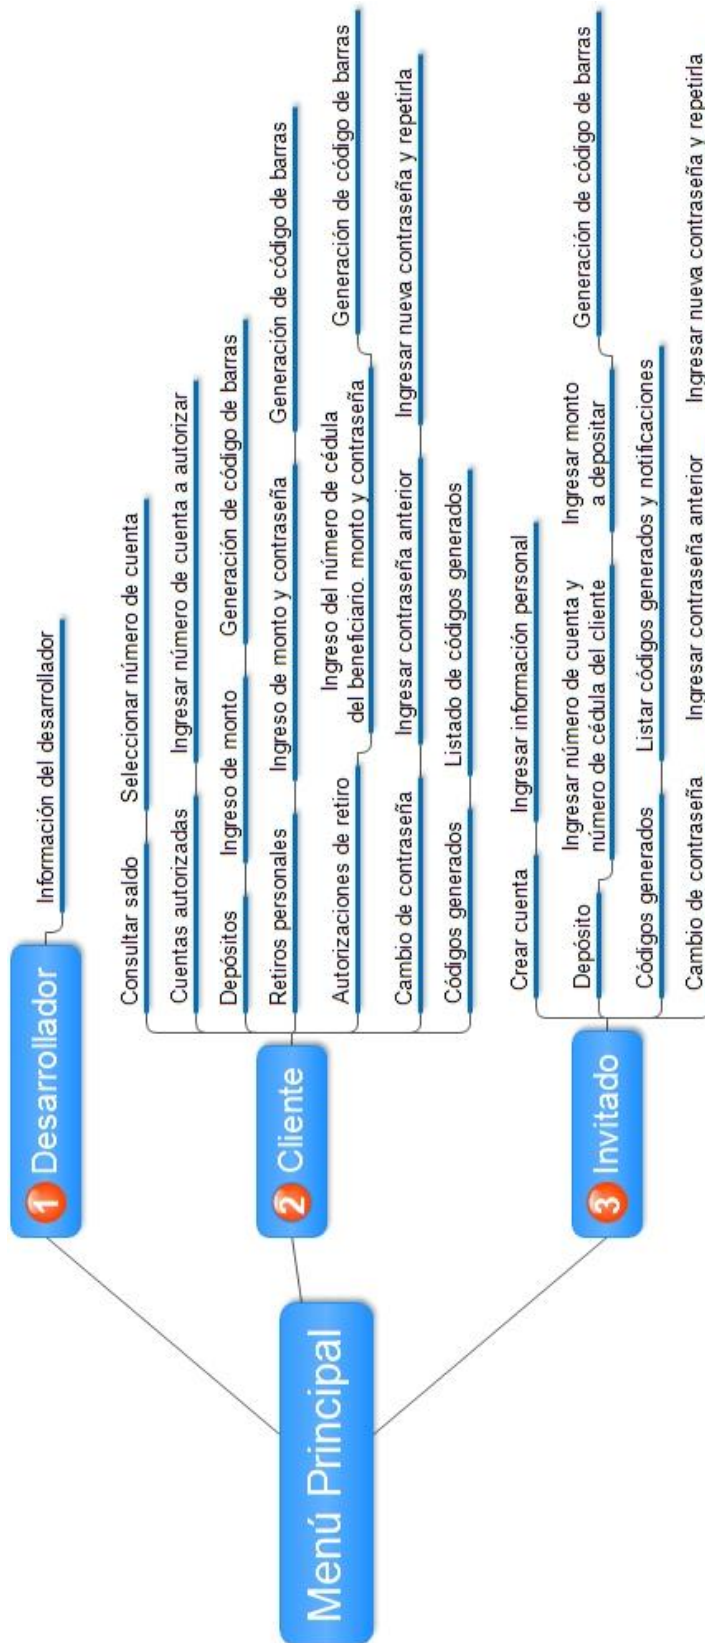 Menú Principal
1 Desarrollador
Información del desarrollador
2 Cliente
Consultar saldo
Seleccionar número de cuenta
Cuentas autorizadas
Ingresar número de cuenta a autorizar
Depósitos
Ingreso de monto
Generación de código de barras
Retiros personales
Ingreso de monto y contraseña
Generación de código de barras
Autorizaciones de retiro
Ingreso del número de cédula
del beneficiario. monto y contraseña
Generación de código de barras
Cambio de contraseña
Ingresar contraseña anterior
Ingresar nueva contraseña y repetirla
Códigos generados
Listado de códigos generados
3 Invitado
Crear cuenta
Ingresar información personal
Depósito
Ingresar número de cuenta y
número de cédula del cliente
Ingresar monto
a depositar
Generación de código de barras
Códigos generados
Listar códigos generados y notificaciones
Cambio de contraseña
Ingresar contraseña anterior
Ingresar nueva contraseña y repetirla